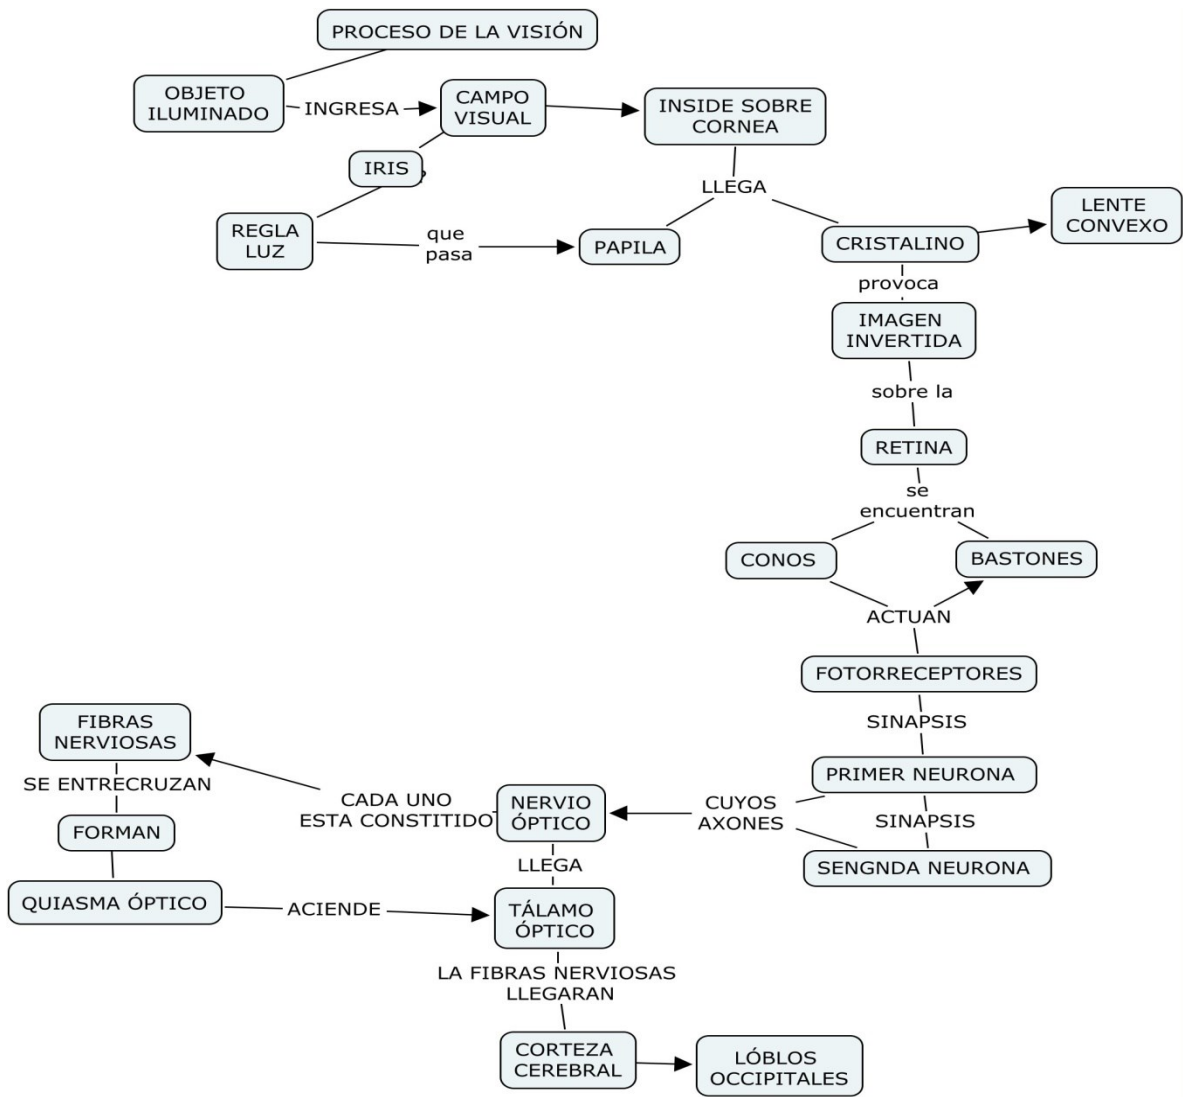 PROCESO DE LA VISIÓN
OBJETO
ILUMINADO
INGRESA
CAMPO
VISUAL
INSIDE SOBRE
CORNEA
IRIS
?
LLEGA
REGLA
LUZ
que
pasa
PAPILA
CRISTALINO
LENTE
CONVEXO
provoca
IMAGEN
INVERTIDA
sobre la
RETINA
se
encuentran
CONOS
BASTONES
ACTUAN
FOTORRECEPTORES
SINAPSIS
PRIMER NEURONA
SINAPSIS
SENGNDA NEURONA
CUYOS
AXONES
NERVIO
ÓPTICO
CADA UNO
ESTA CONSTITIDO
FIBRAS
NERVIOSAS
SE ENTRECRUZAN
FORMAN
QUIASMA ÓPTICO
ACIENDE
LLEGA
TÁLAMO
ÓPTICO
LA FIBRAS NERVIOSAS
LLEGARAN
CORTEZA
CEREBRAL
LÓBLOS
OCCIPITALES